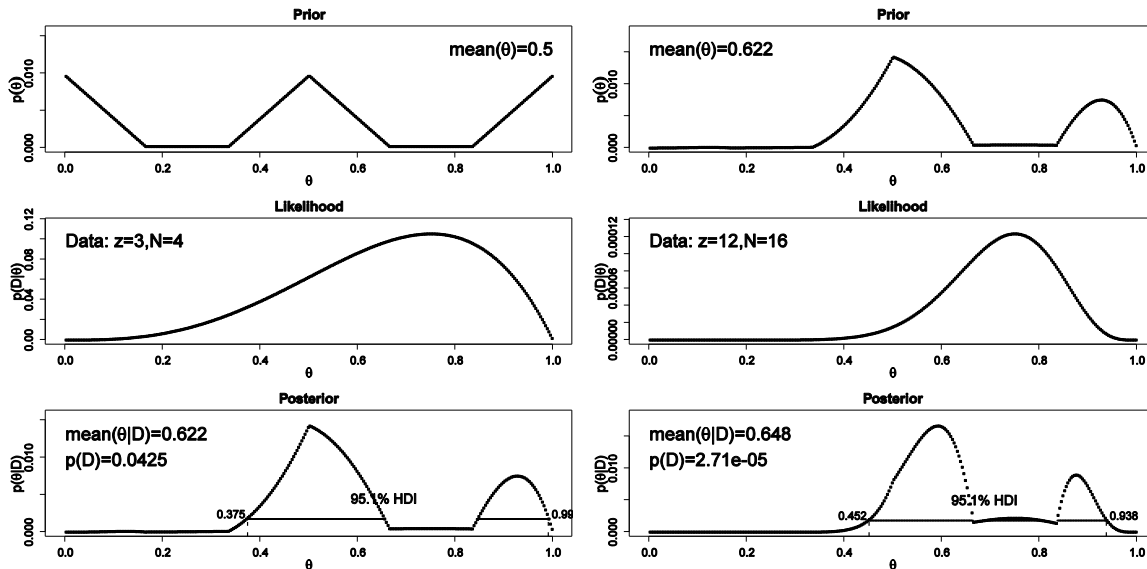 Prior
mean(θ)=0.5
p(θ)
0.000
0.010
0.0 0.2 0.4 0.6 0.8 1.0
θ
Likelihood
Data: z=3,N=4
p(D|θ)
0.00
0.04
0.08
0.12
0.0 0.2 0.4 0.6 0.8 1.0
θ
Posterior
mean(θ|D)=0.622
p(D)=0.0425
p(θ|D)
0.000
0.010
95.1% HDI
0.375
0.99
0.0 0.2 0.4 0.6 0.8 1.0
θ
Prior
mean(θ)=0.622
p(θ)
0.000
0.010
0.0 0.2 0.4 0.6 0.8 1.0
θ
Likelihood
Data: z=12,N=16
p(D|θ)
0.00000
0.00006
0.00012
0.0 0.2 0.4 0.6 0.8 1.0
θ
Posterior
mean(θ|D)=0.648
p(D)=2.71e-05
p(θ|D)
0.000
0.010
95.1% HDI
0.452
0.938
0.0 0.2 0.4 0.6 0.8 1.0
θ